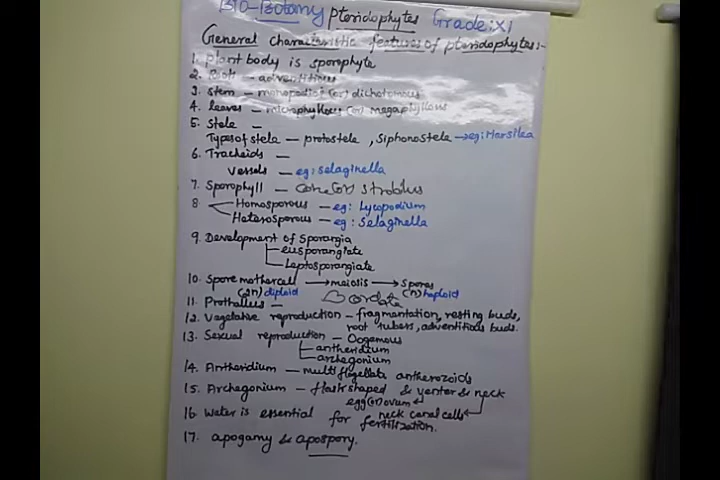 Bio-Botany Pteridophytes Grade: XI
General characteristic features of pteridophytes:-
1. Plant body is sporophyte
2. Root - adventitious
3. Stem - monopodial (or) dichotomous
4. leaves - microphyllous (or) megaphyllous
5. Stele -
Types of stele - protostele, Siphonostele → eg: Marsilea
6. Tracheids -
Vessels - eg: Selaginella
7. Sporophyll - cone (or) strobilus
8 Homosporous - eg: Lycopodium
Heterosporous - eg: Selaginella
9. Development of Sporangia
eusporangiate
Leptosporangiate
10. Spore mother cell → meiosis → Spores
(2n) diploid (n) haploid
11. Prothallus - Cordate
12. Vegetative reproduction - fragmentation, resting buds,
root tubers, adventitious buds.
13. Sexual reproduction - Oogamous
antheridium
archegonium
14. Antheridium - multiflagellate antherozoids
15. Archegonium - flask shaped & venter & neck
egg (or) ovum neck canal cells
16 Water is essential for fertilization.
17. apogamy & apospory.